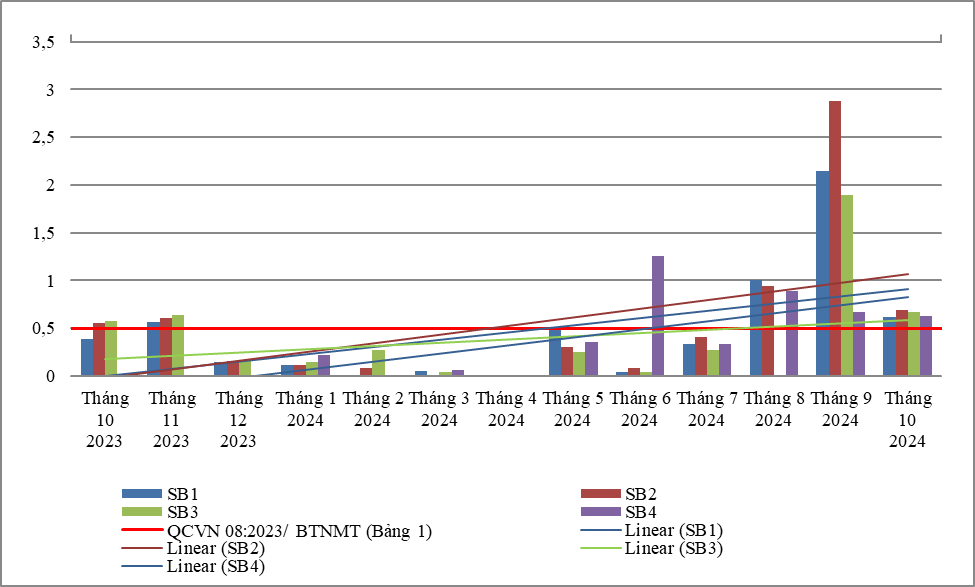 3,5
3
2,5
2
1,5
1
0,5
0
Tháng Tháng Tháng Tháng 1 Tháng 2 Tháng 3 Tháng 4 Tháng 5 Tháng 6 Tháng 7 Tháng 8 Tháng 9 Tháng
10 11 12 2024 2024 2024 2024 2024 2024 2024 2024 2024 10
2023 2023 2023 2024
SB1 SB2
SB3 SB4
QCVN 08:2023/ BTNMT (Bảng 1) Linear (SB1)
Linear (SB2) Linear (SB3)
Linear (SB4)